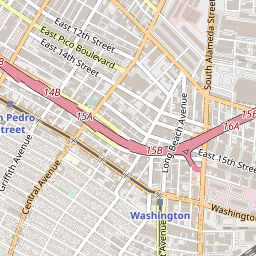 East 12th Street
East Pico Boulevard
East 14th Street
South Alameda Street
14B
15A
Long Beach Avenue
16A
San Pedro
Street
15B
East 15th Street
Griffith Avenue
Central Avenue
Washington
Washington
Avenue